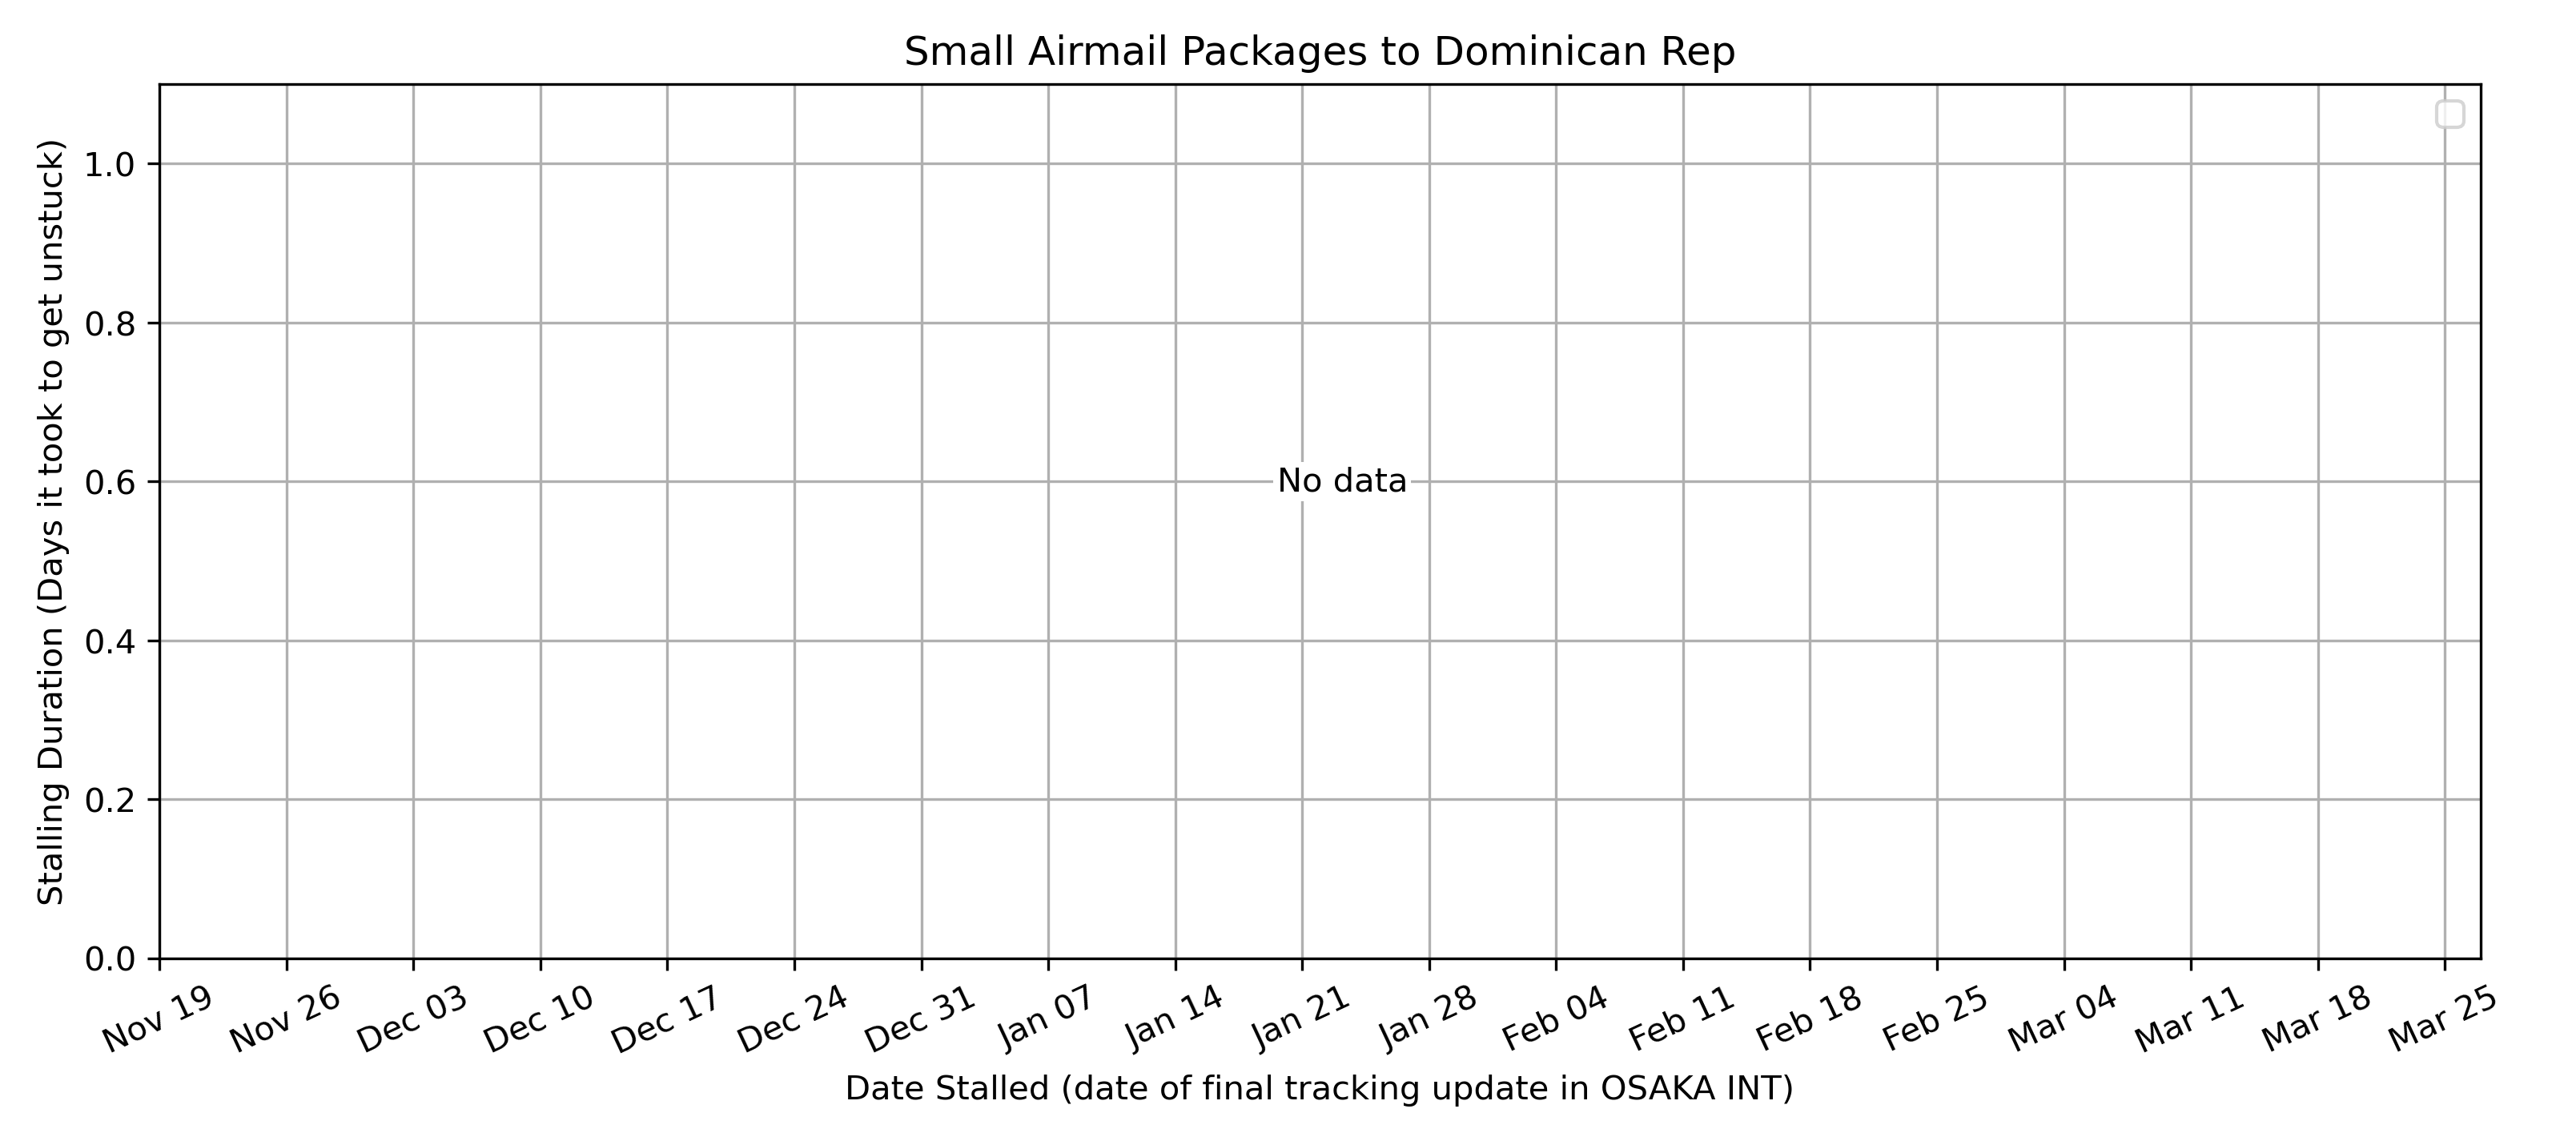 Small Airmail Packages to Dominican Rep
Stalling Duration (Days it took to get unstuck)
1.0
0.8
0.6
0.4
0.2
0.0
No data
Nov 19 Nov 26 Dec 03 Dec 10 Dec 17 Dec 24 Dec 31 Jan 07 Jan 14 Jan 21 Jan 28 Feb 04 Feb 11 Feb 18 Feb 25 Mar 04 Mar 11 Mar 18 Mar 25
Date Stalled (date of final tracking update in OSAKA INT)